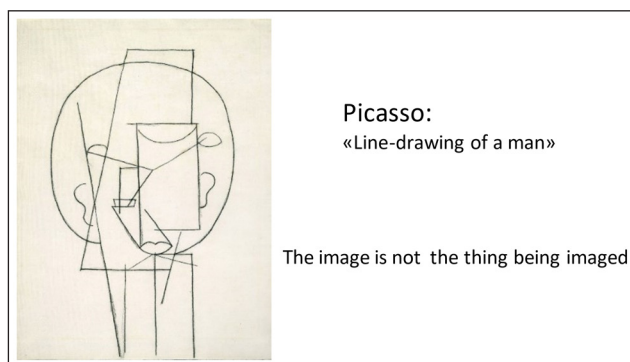 Picasso:
«Line-drawing of a man»
The image is not the thing being imaged